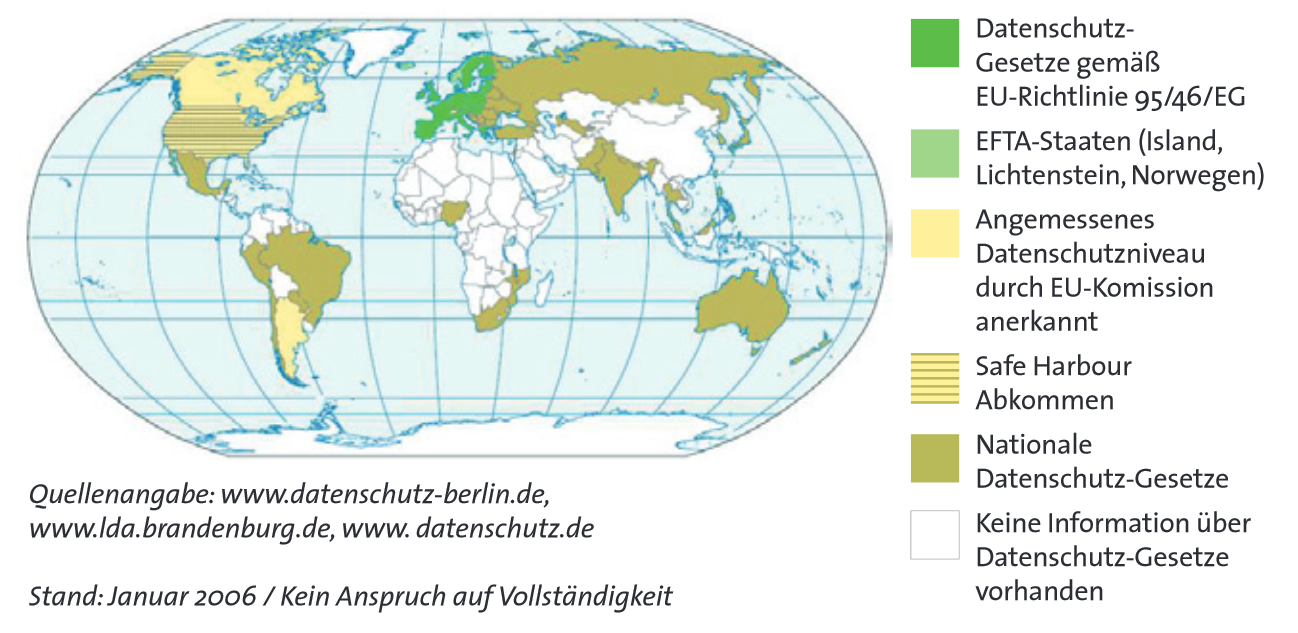 Datenschutz-
Gesetze gemäß
EU-Richtlinie 95/46/EG
EFTA-Staaten (Island,
Lichtenstein, Norwegen)
Angemessenes
Datenschutzniveau
durch EU-Komission
anerkannt
Safe Harbour
Abkommen
Nationale
Datenschutz-Gesetze
Keine Information über
Datenschutz-Gesetze
vorhanden
Quellenangabe: www.datenschutz-berlin.de,
www.lda.brandenburg.de, www. datenschutz.de
Stand: Januar 2006 / Kein Anspruch auf Vollständigkeit